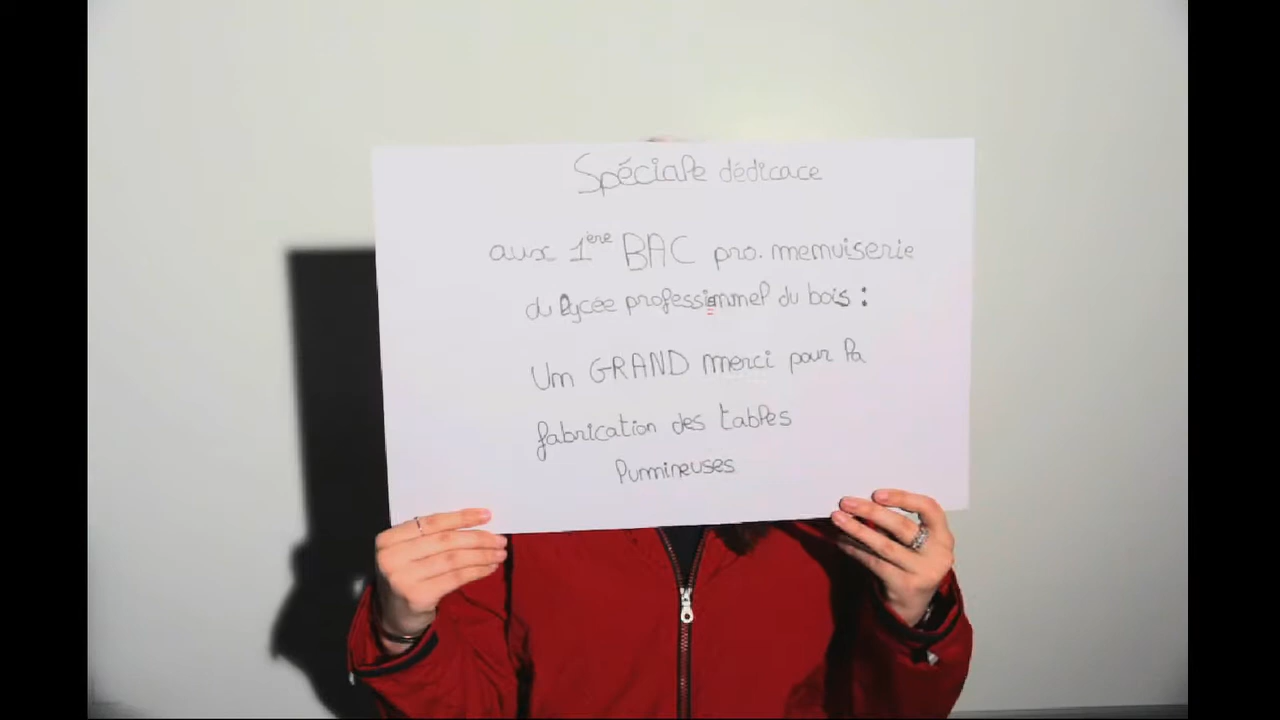 Spéciale dédicace
aux 1ère BAC pro. menuiserie
du lycée professionnel du bois :
Un GRAND merci pour la
fabrication des tables
lumineuses